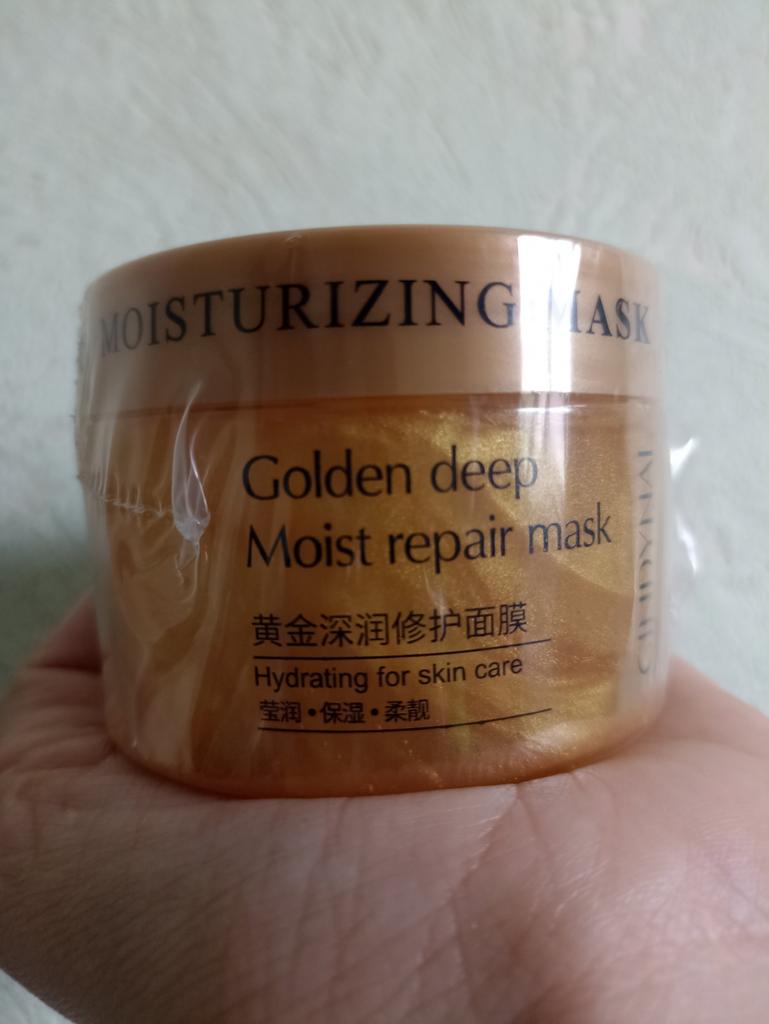 MOISTURIZING MASK
Golden deep
Moist repair mask
黄金深润修护面膜
Hydrating for skin care
莹润•保湿•柔靓